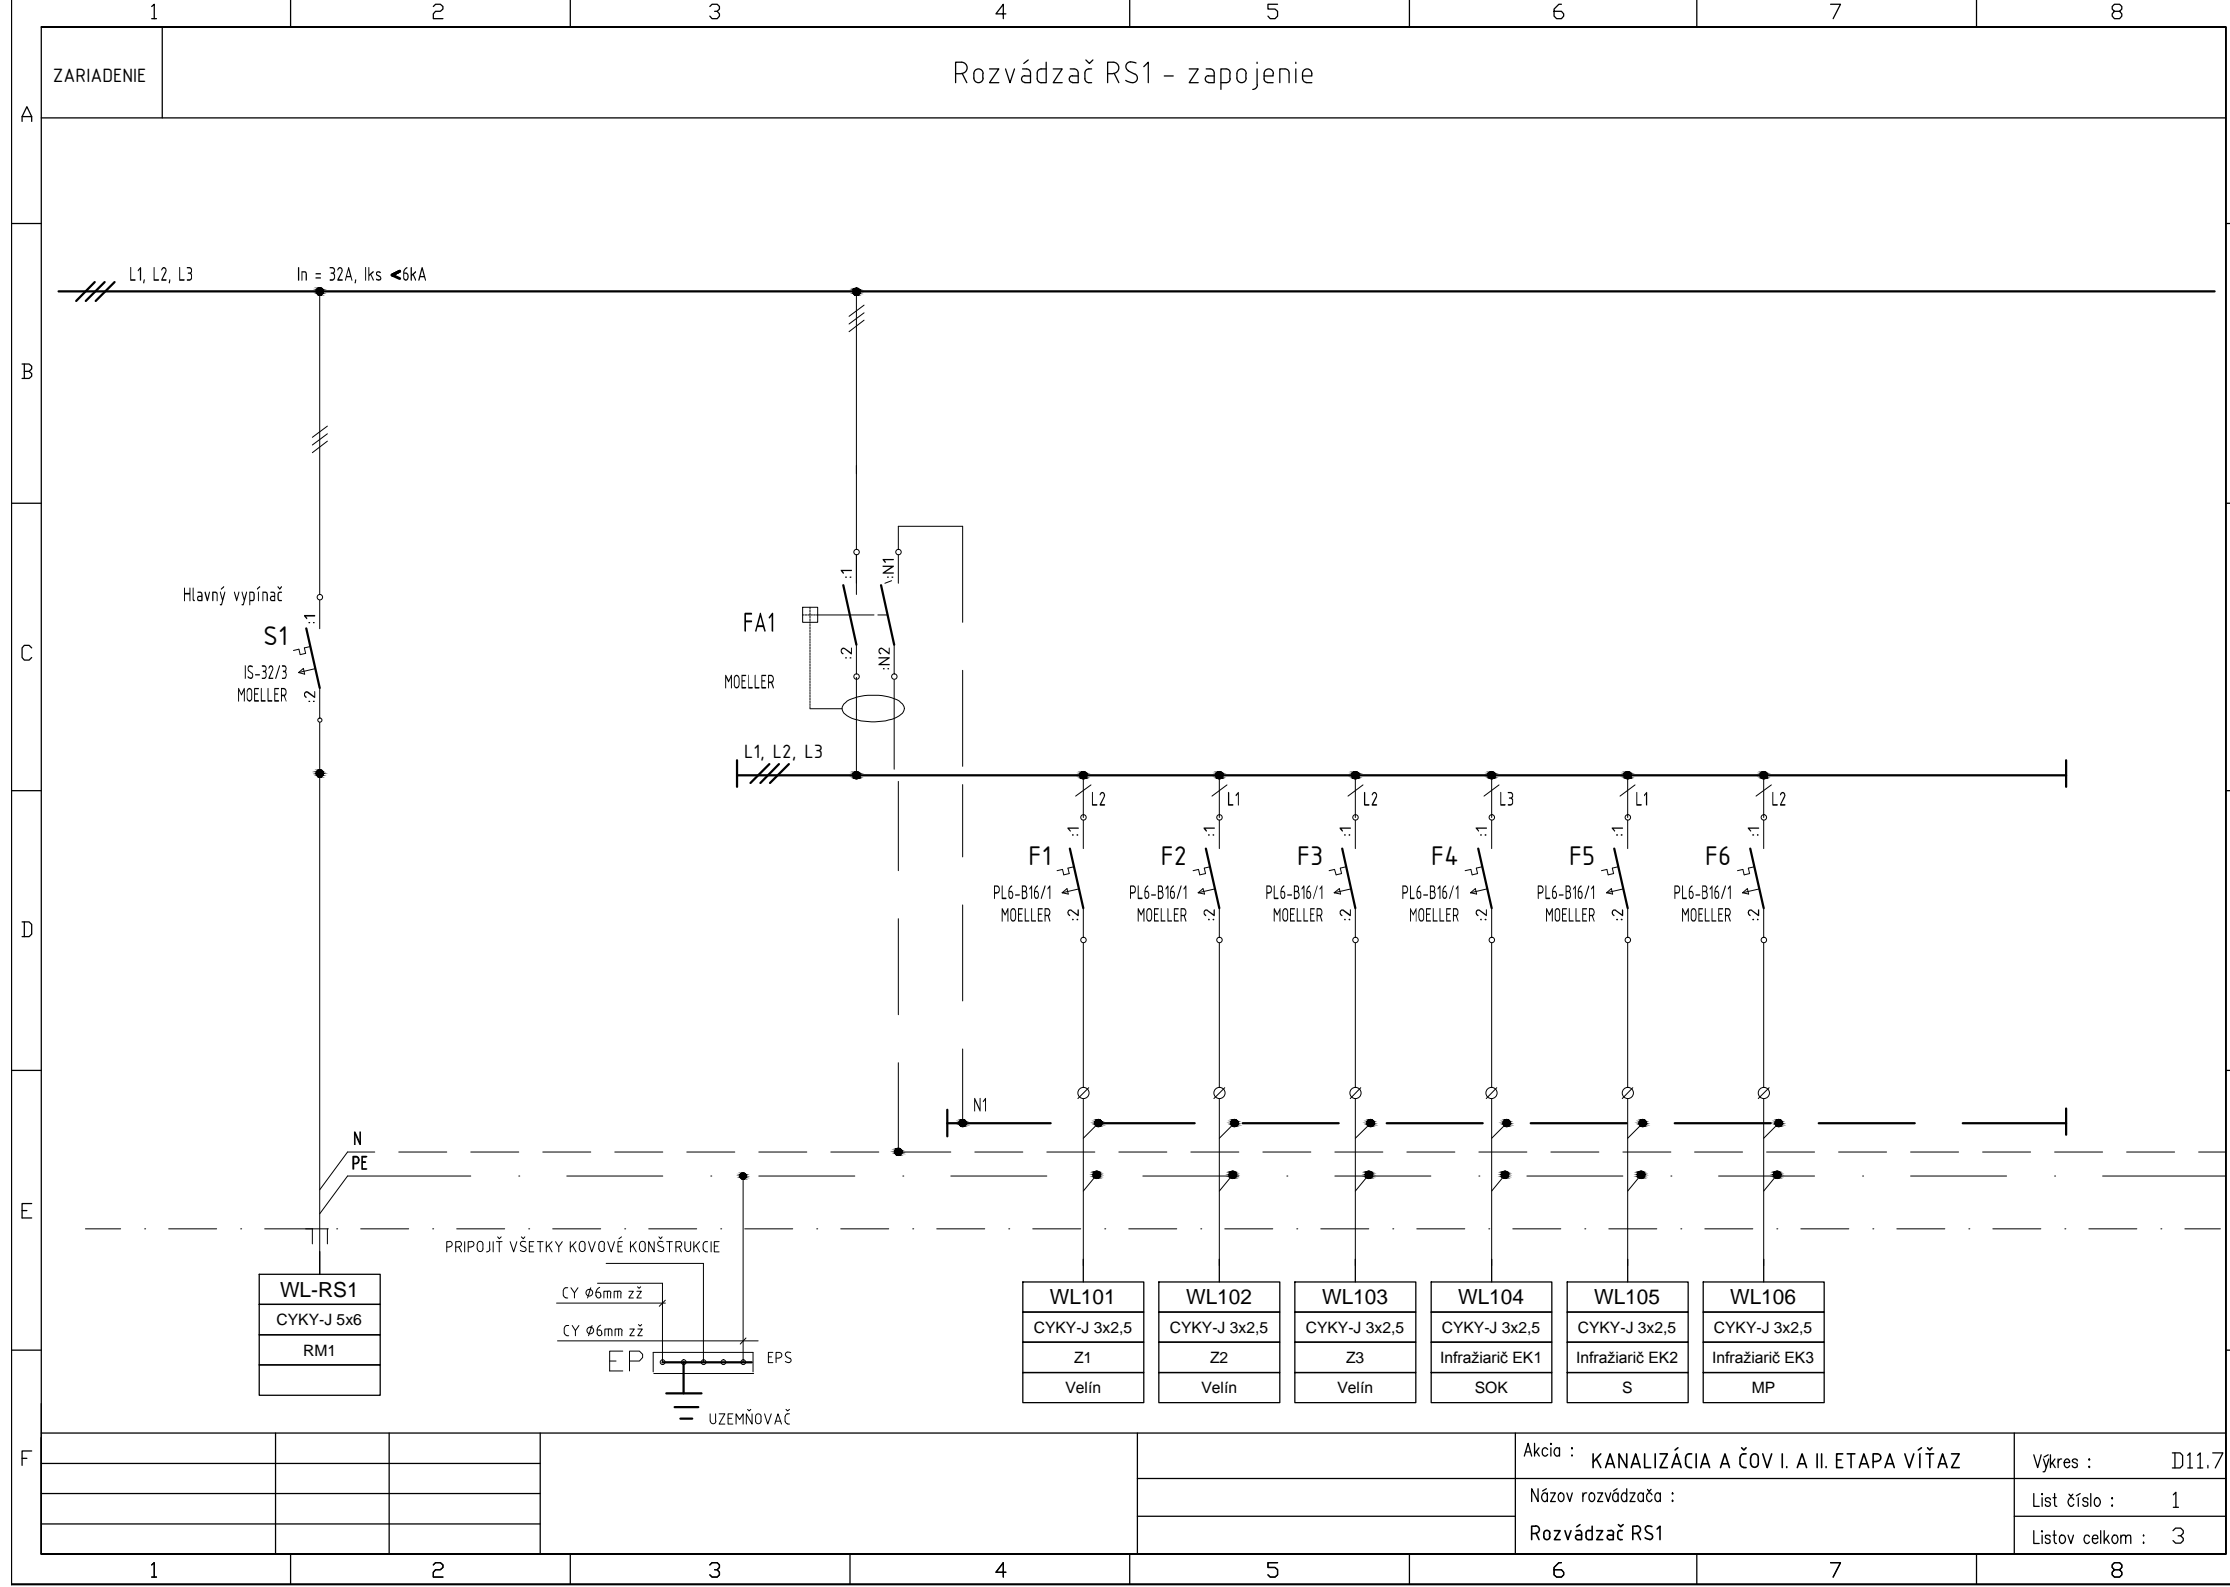 1 2 3 4 5 6 7 8
ZARIADENIE
Rozvádzač RS1 - zapojenie
A
B
C
D
E
F
L1, L2, L3
In = 32A, Iks <6kA
Hlavný vypínač
S1
IS-32/3
MOELLER
:1
:2
FA1
MOELLER
:1
:N1
:2
:N2
L1, L2, L3
L2 L1 L2 L3 L1 L2
:1 :1 :1 :1 :1 :1
F1 F2 F3 F4 F5 F6
PL6-B16/1 PL6-B16/1 PL6-B16/1 PL6-B16/1 PL6-B16/1 PL6-B16/1
MOELLER MOELLER MOELLER MOELLER MOELLER MOELLER
:2 :2 :2 :2 :2 :2
N1
N
PE
PRIPOJIŤ VŠETKY KOVOVÉ KONŠTRUKCIE
CY ø6mm zž
CY ø6mm zž
EP
EPS
UZEMŇOVAČ
WL-RS1
CYKY-J 5x6
RM1
WL101 WL102 WL103 WL104 WL105 WL106
CYKY-J 3x2,5 CYKY-J 3x2,5 CYKY-J 3x2,5 CYKY-J 3x2,5 CYKY-J 3x2,5 CYKY-J 3x2,5
Z1 Z2 Z3 Infražiarič EK1 Infražiarič EK2 Infražiarič EK3
Velín Velín Velín SOK S MP
Akcia : KANALIZÁCIA A ČOV I. A II. ETAPA VÍŤAZ
Názov rozvádzača :
Rozvádzač RS1
Výkres : D11.7
List číslo : 1
Listov celkom : 3
1 2 3 4 5 6 7 8